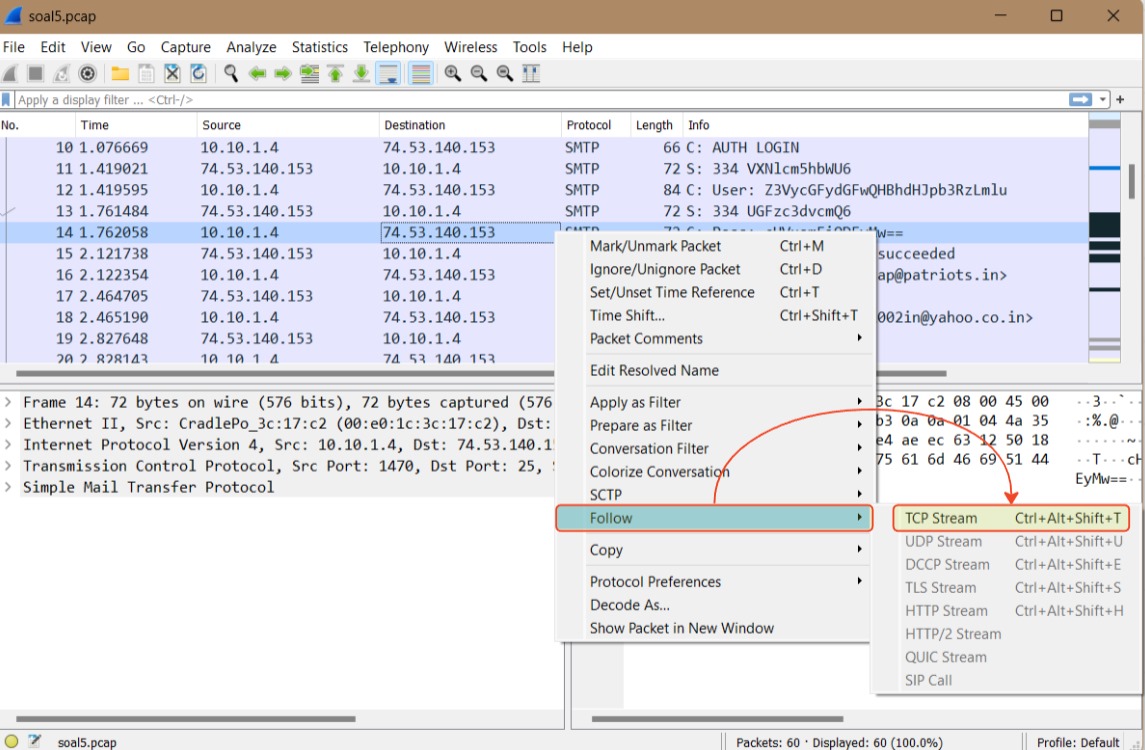 soal5.pcap
File Edit View Go Capture Analyze Statistics Telephony Wireless Tools Help
Apply a display filter ... <Ctrl-/>
No. Time Source Destination Protocol Length Info
10 1.076669 10.10.1.4 74.53.140.153 SMTP 66 C: AUTH LOGIN
11 1.419021 74.53.140.153 10.10.1.4 SMTP 72 S: 334 VXNlcm5hbWU6
12 1.419595 10.10.1.4 74.53.140.153 SMTP 84 C: User: Z3VycGFydGFwQHBhdHJpb3RzLmlu
13 1.761484 74.53.140.153 10.10.1.4 SMTP 72 S: 334 UGFzc3dvcmQ6
14 1.762058 10.10.1.4 74.53.140.153
15 2.121738 74.53.140.153 10.10.1.4 succeeded
16 2.122354 10.10.1.4 74.53.140.153 ap@patriots.in>
17 2.464705 74.53.140.153 10.10.1.4
18 2.465190 10.10.1.4 74.53.140.153 002in@yahoo.co.in>
19 2.827648 74.53.140.153 10.10.1.4
20 2.828143 10.10.1.4 74.53.140.153
Mark/Unmark Packet Ctrl+M
Ignore/Unignore Packet Ctrl+D
Set/Unset Time Reference Ctrl+T
Time Shift... Ctrl+Shift+T
Packet Comments
Edit Resolved Name
Apply as Filter
Prepare as Filter
Conversation Filter
Colorize Conversation
SCTP
Follow
Copy
Protocol Preferences
Decode As...
Show Packet in New Window
TCP Stream Ctrl+Alt+Shift+T
UDP Stream Ctrl+Alt+Shift+U
DCCP Stream Ctrl+Alt+Shift+E
TLS Stream Ctrl+Alt+Shift+S
HTTP Stream Ctrl+Alt+Shift+H
HTTP/2 Stream
QUIC Stream
SIP Call
Frame 14: 72 bytes on wire (576 bits), 72 bytes captured (576
Ethernet II, Src: CradlePo_3c:17:c2 (00:e0:1c:3c:17:c2), Dst:
Internet Protocol Version 4, Src: 10.10.1.4, Dst: 74.53.140.1
Transmission Control Protocol, Src Port: 1470, Dst Port: 25,
Simple Mail Transfer Protocol
3c 17 c2 08 00 45 00 ··3··`··
b3 0a 0a 01 04 4a 35 :%.@·
e4 ae ec 63 12 50 18
75 61 6d 46 69 51 44 ··T···cH
EyMw==··
soal5.pcap Packets: 60 · Displayed: 60 (100.0%) Profile: Default